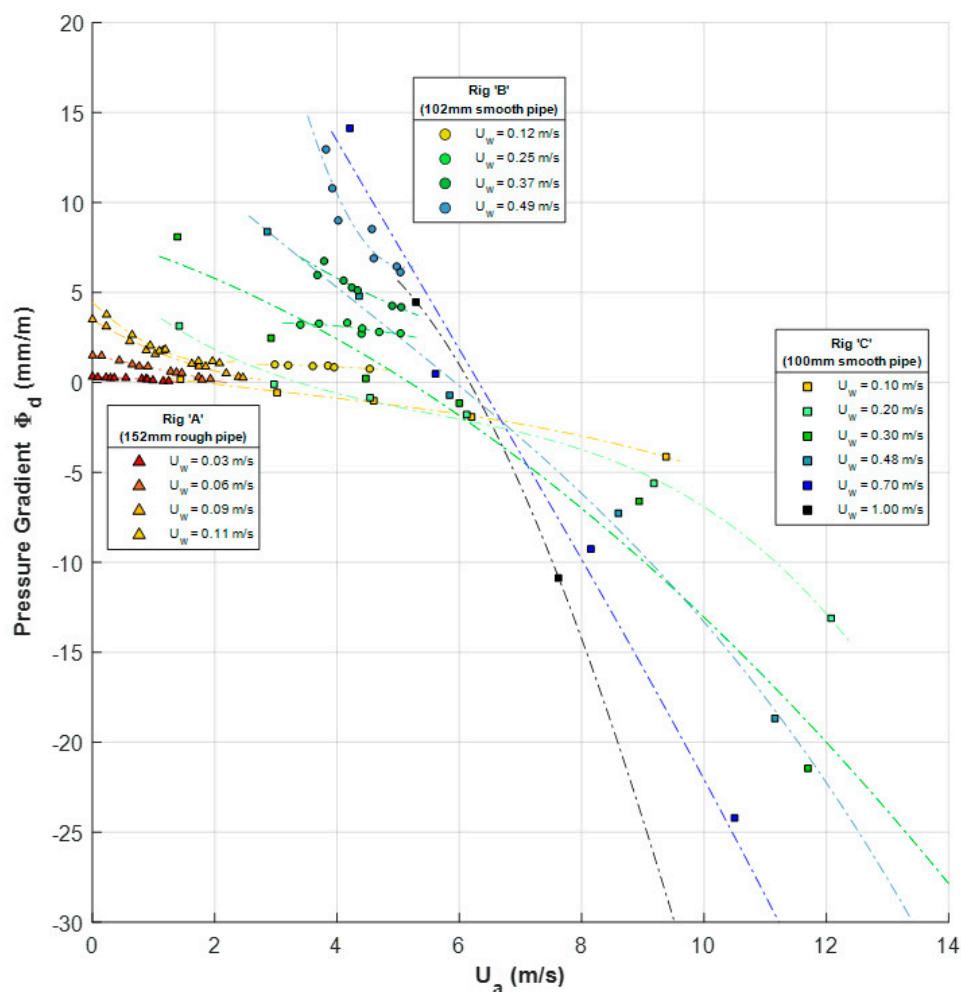 20
15
10
5
0
-5
-10
-15
-20
-25
-30
Pressure Gradient Φd (mm/m)
Rig 'B'
(102mm smooth pipe)
UW = 0.12 m/s
UW = 0.25 m/s
UW = 0.37 m/s
UW = 0.49 m/s
Rig 'C'
(100mm smooth pipe)
UW = 0.10 m/s
UW = 0.20 m/s
UW = 0.30 m/s
UW = 0.48 m/s
UW = 0.70 m/s
UW = 1.00 m/s
Rig 'A'
(152mm rough pipe)
UW = 0.03 m/s
UW = 0.06 m/s
UW = 0.09 m/s
UW = 0.11 m/s
0 2 4 6 8 10 12 14
Ua (m/s)